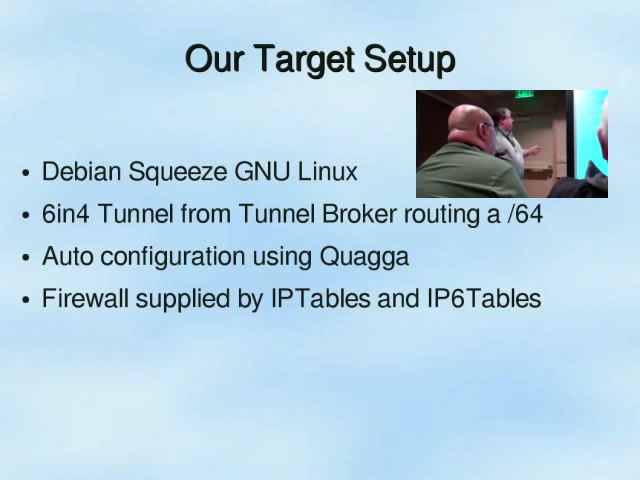 Our Target Setup
• Debian Squeeze GNU Linux
• 6in4 Tunnel from Tunnel Broker routing a /64
• Auto configuration using Quagga
• Firewall supplied by IPTables and IP6Tables